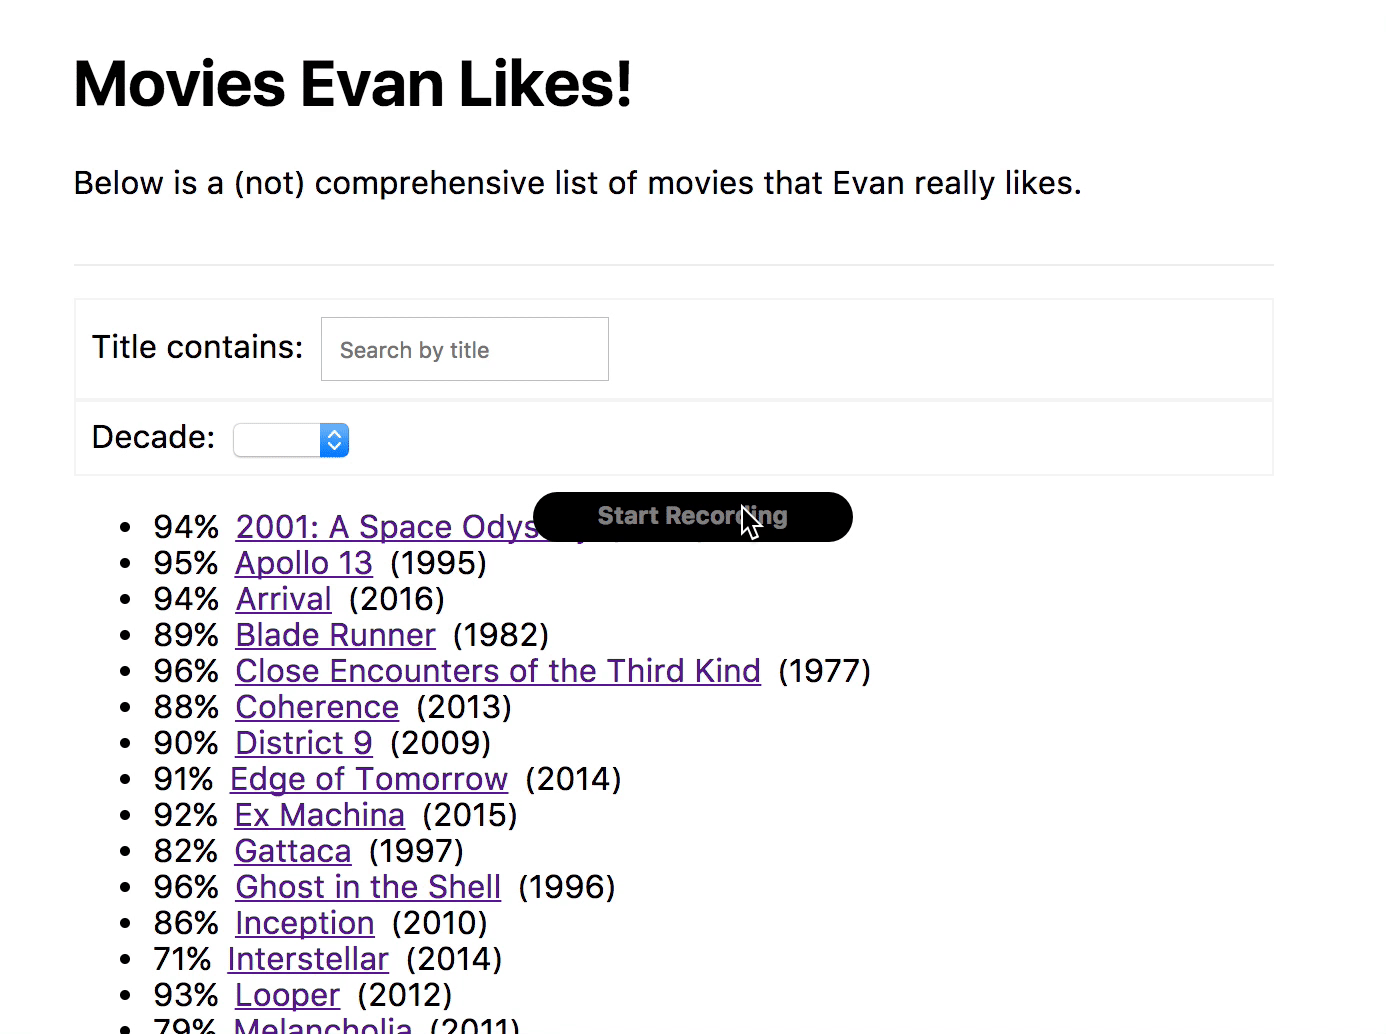 Movies Evan Likes!
Below is a (not) comprehensive list of movies that Evan really likes.
Title contains: Search by title
Decade:
Start Recording
94% 2001: A Space Odys
95% Apollo 13 (1995)
94% Arrival (2016)
89% Blade Runner (1982)
96% Close Encounters of the Third Kind (1977)
88% Coherence (2013)
90% District 9 (2009)
91% Edge of Tomorrow (2014)
92% Ex Machina (2015)
82% Gattaca (1997)
96% Ghost in the Shell (1996)
86% Inception (2010)
71% Interstellar (2014)
93% Looper (2012)
79% Melancholia (2011)